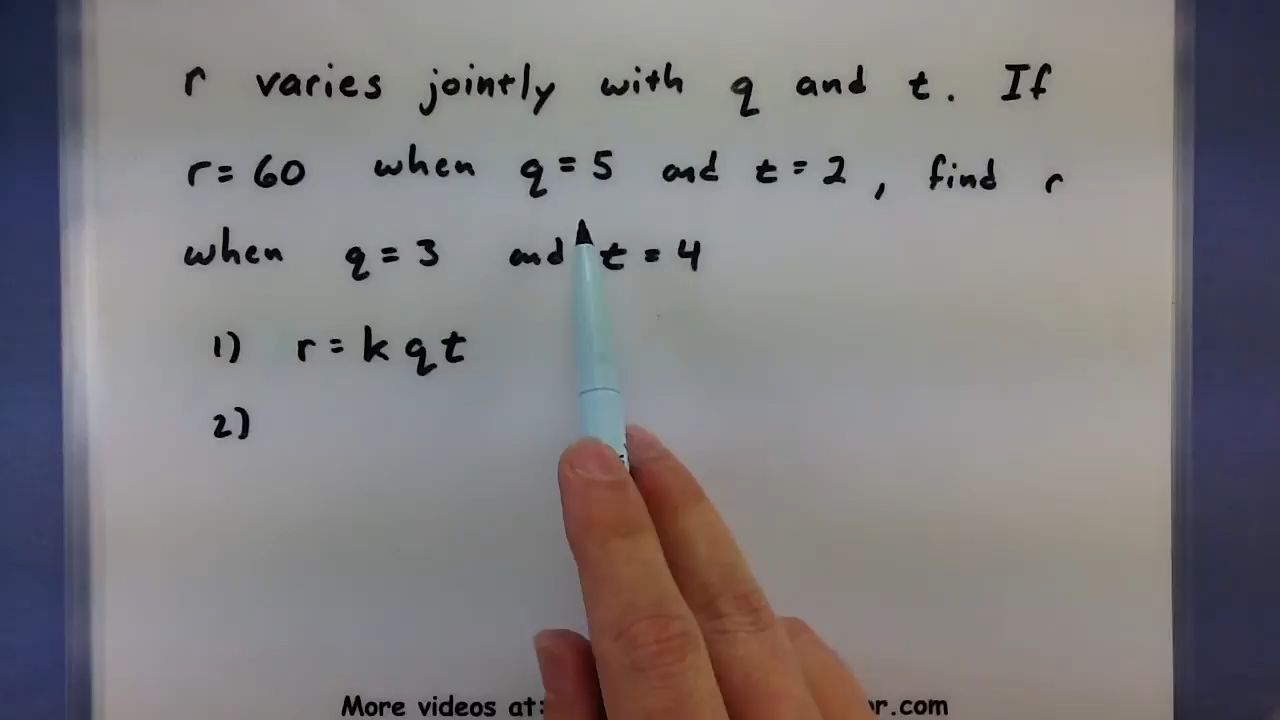 r varies jointly with q and t. If
r = 60 when q = 5 and t = 2, find r
when q = 3 and t = 4
1) r = k q t
2)
More videos at: r.com